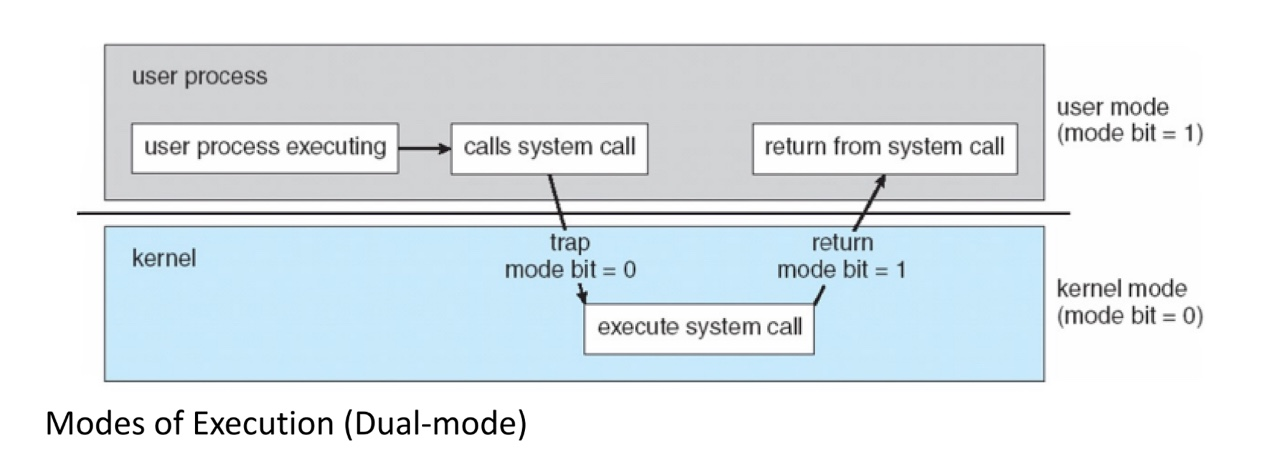 user process
user process executing
calls system call
return from system call
user mode
(mode bit = 1)
kernel
trap
mode bit = 0
return
mode bit = 1
execute system call
kernel mode
(mode bit = 0)
Modes of Execution (Dual-mode)